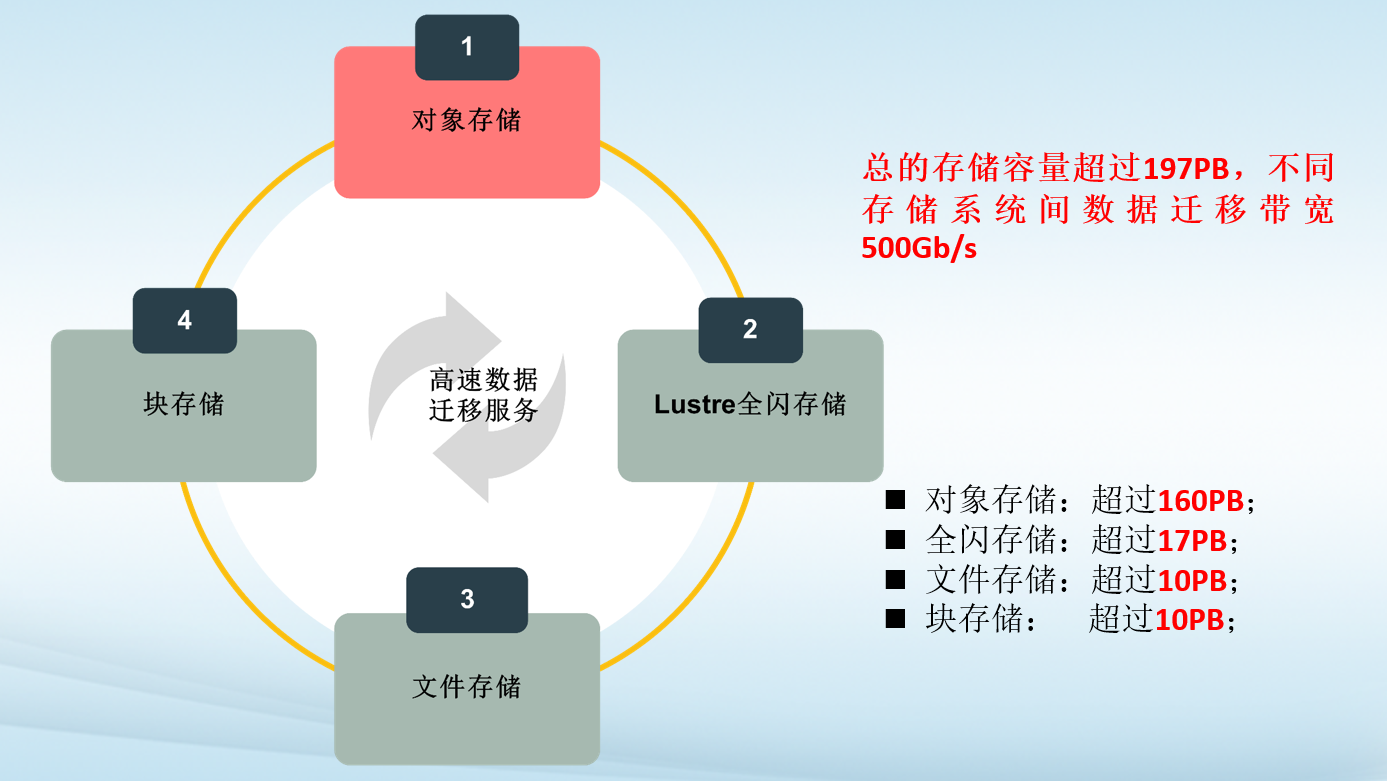 1
对象存储
总的存储容量超过197PB，不同
存储系统间数据迁移带宽
500Gb/s
4
块存储
2
Lustre全闪存储
高速数据
迁移服务
■ 对象存储：超过160PB；
■ 全闪存储：超过17PB；
■ 文件存储：超过10PB；
■ 块存储： 超过10PB；
3
文件存储